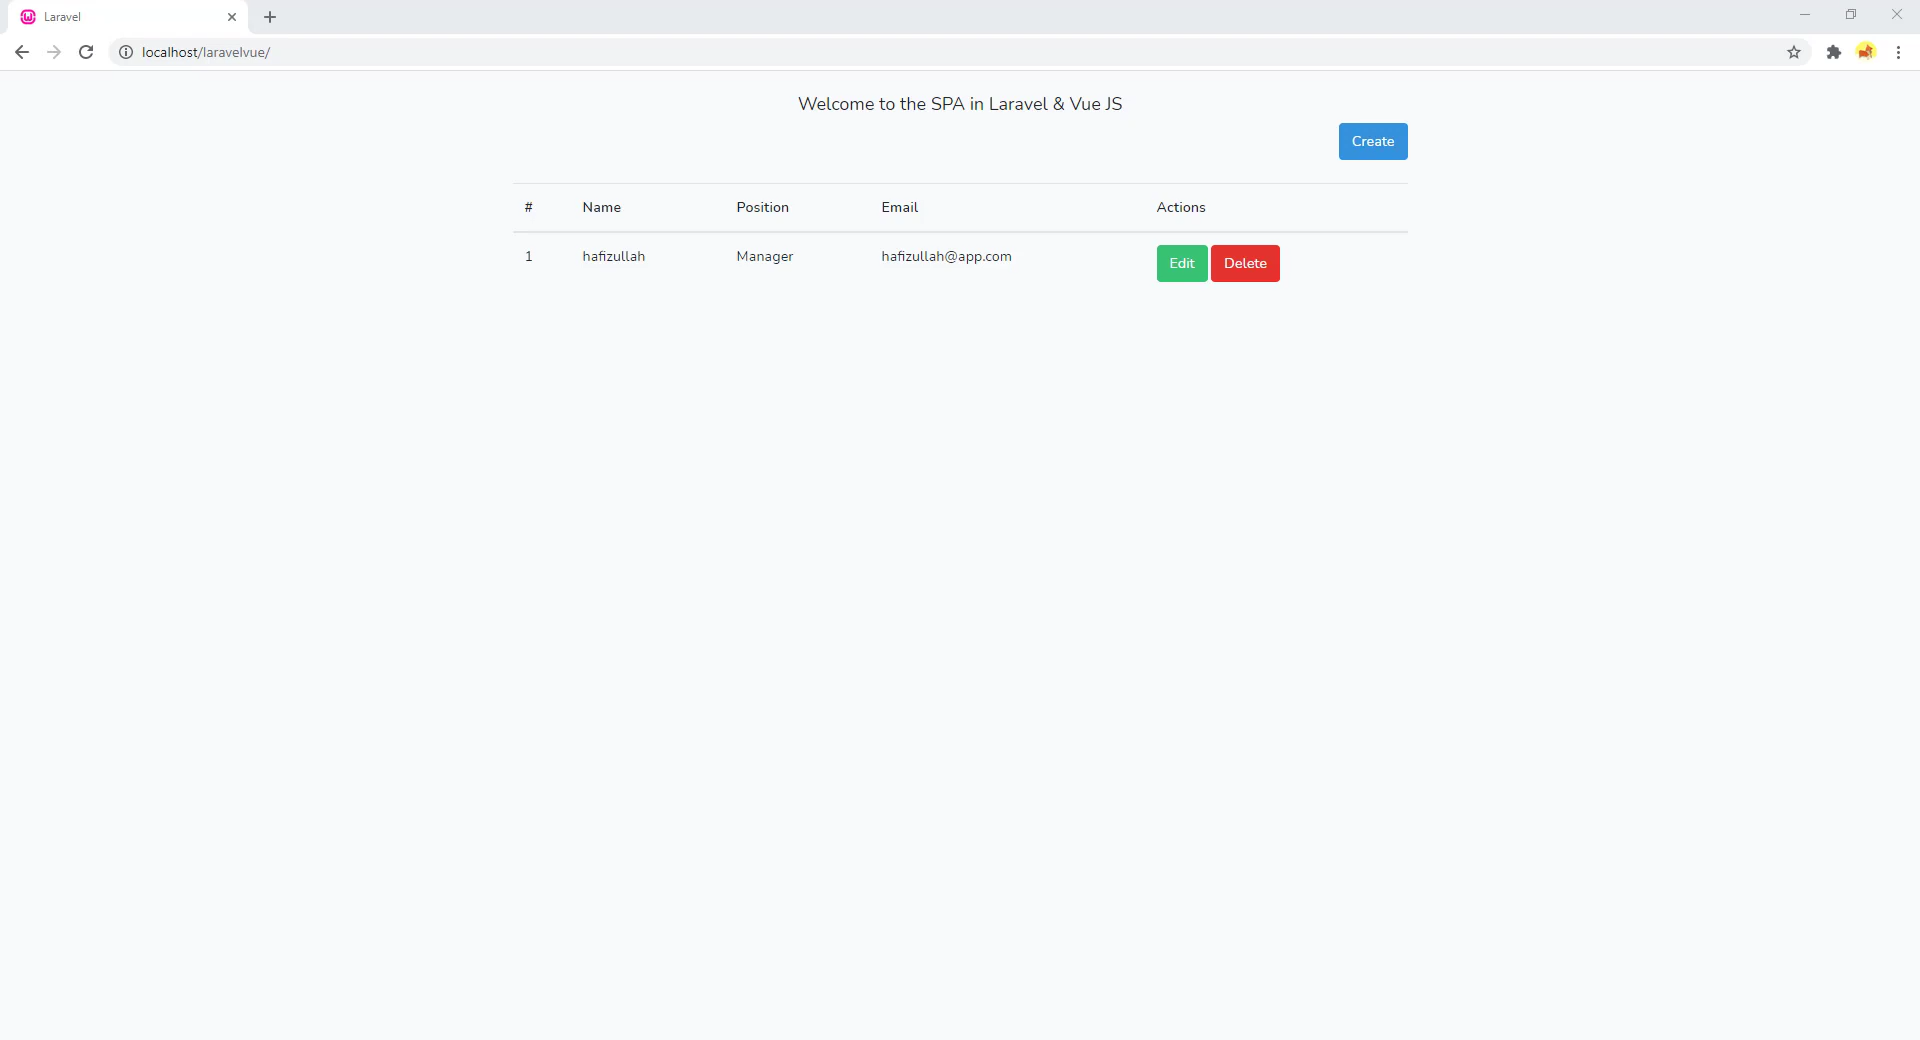 Laravel
localhost/laravelvue/
Welcome to the SPA in Laravel & Vue JS
Create
# Name Position Email Actions
1 hafizullah Manager hafizullah@app.com Edit Delete